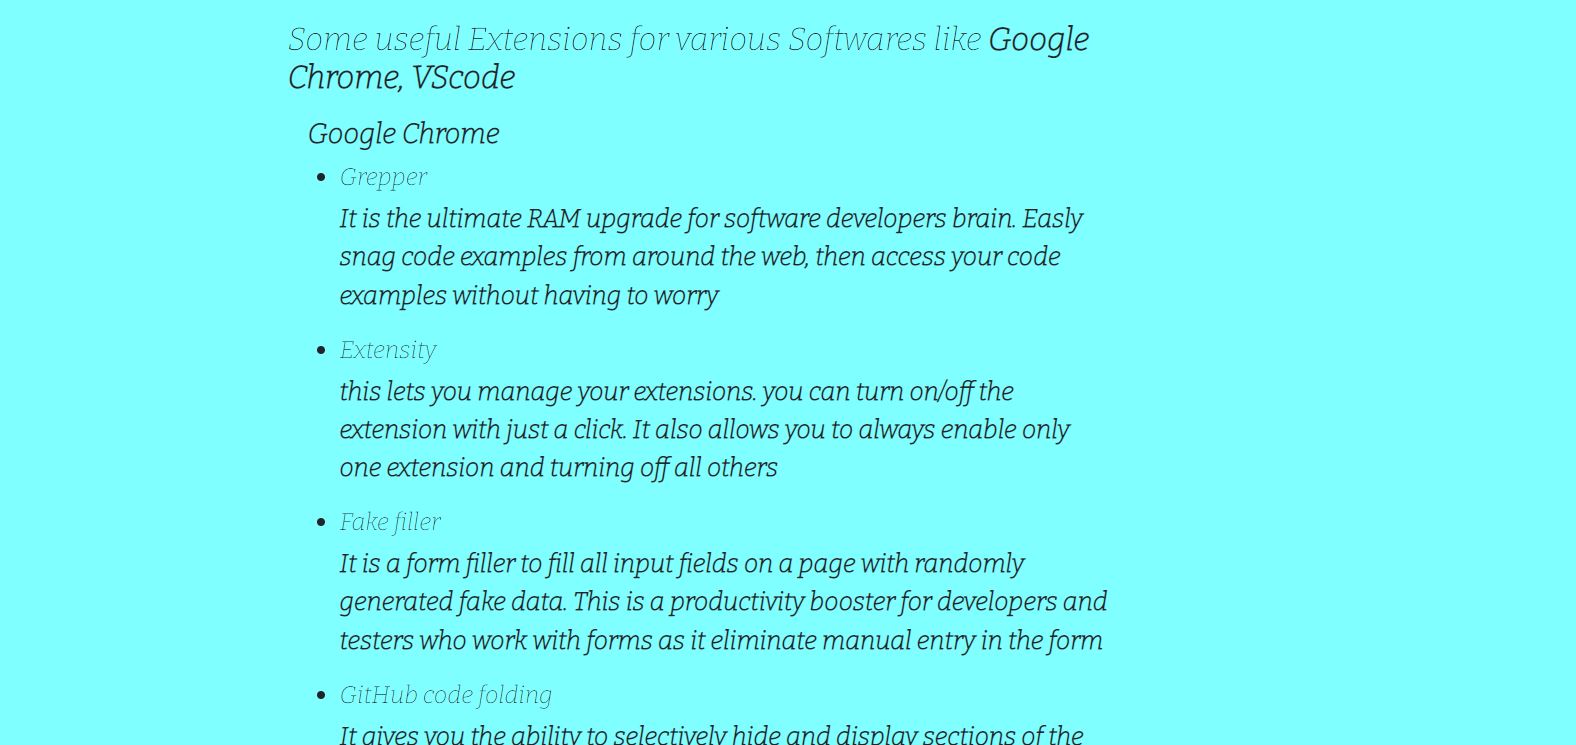 Some useful Extensions for various Softwares like Google
Chrome, VScode
Google Chrome
Grepper
It is the ultimate RAM upgrade for software developers brain. Easly
snag code examples from around the web, then access your code
examples without having to worry
Extensity
this lets you manage your extensions. you can turn on/off the
extension with just a click. It also allows you to always enable only
one extension and turning off all others
Fake filler
It is a form filler to fill all input fields on a page with randomly
generated fake data. This is a productivity booster for developers and
testers who work with forms as it eliminate manual entry in the form
GitHub code folding
It gives you the ability to selectively hide and display sections of the